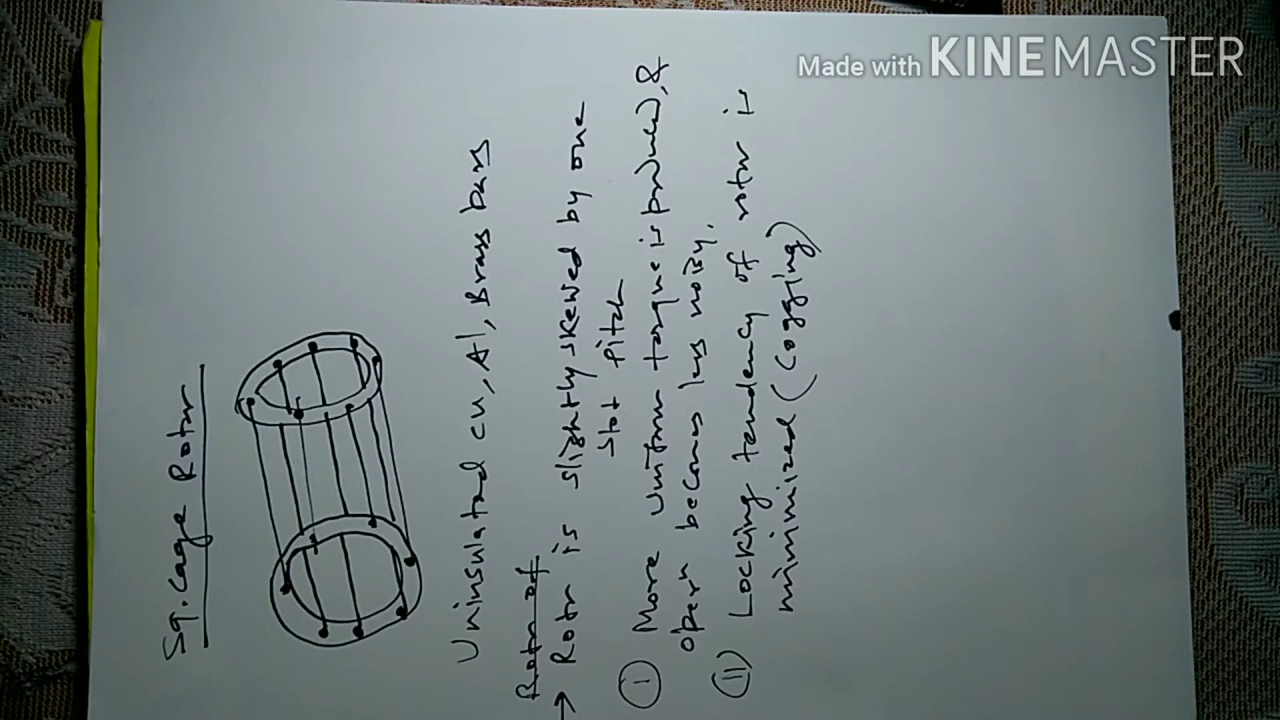 Made with KINEMASTER
Sq. Cage Rotor
Uninsulated Cu, Al, Brass bars
Rotor of
→ Rotor is slightly skewed by one
slot pitch
(i) More uniform torque is produced, &
opern becomes less noisy.
(ii) Locking tendency of rotor is
minimized (Cogging)